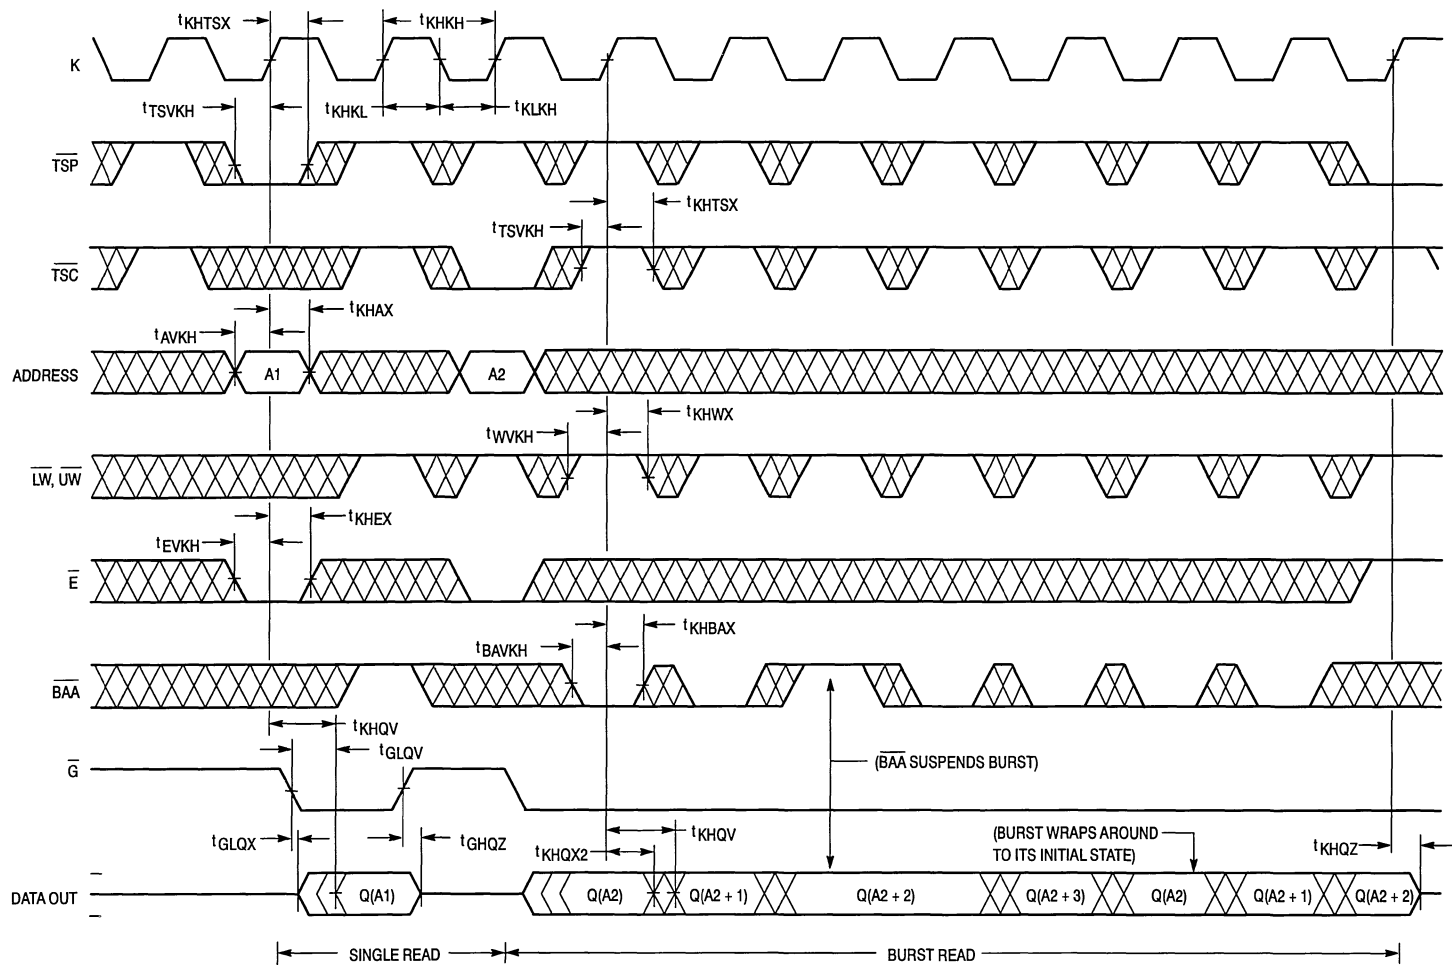 tKHTSX
tKHKH
K
tTSVKH
tKHKL
tKLKH
TSP
tKHTSX
tTSVKH
TSC
tKHAX
tAVKH
ADDRESS
A1
A2
tKHWX
tWVKH
LW, UW
tKHEX
tEVKH
E
tKHBAX
tBAVKH
BAA
tKHQV
tGLQV
G
(BAA SUSPENDS BURST)
tKHQV
(BURST WRAPS AROUND
TO ITS INITIAL STATE)
tGLQX
tGHQZ
tKHQX2
tKHQZ
DATA OUT
Q(A1)
Q(A2)
Q(A2 + 1)
Q(A2 + 2)
Q(A2 + 3)
Q(A2)
Q(A2 + 1)
Q(A2 + 2)
SINGLE READ
BURST READ